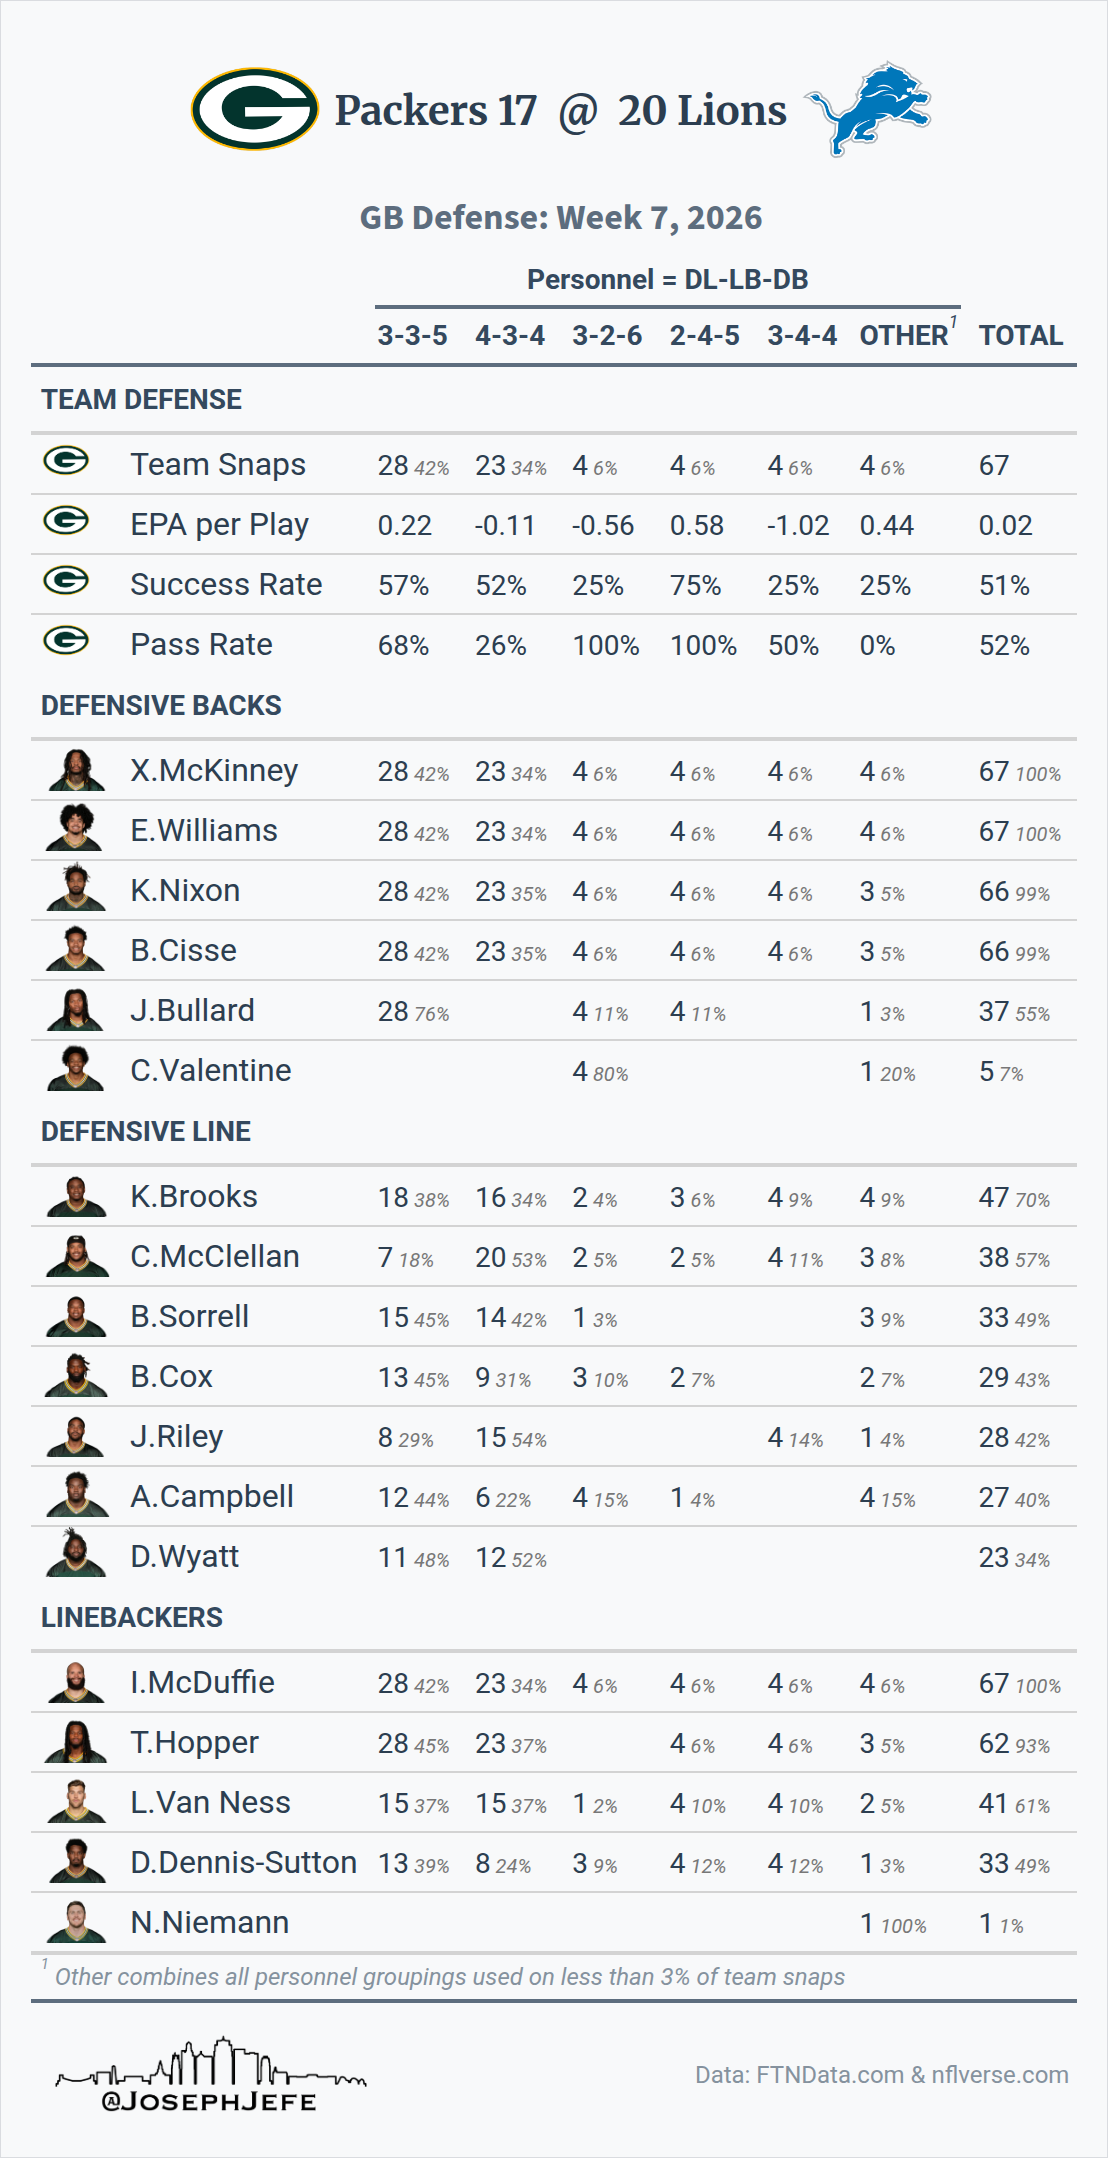 Packers 17 @ 20 Lions
GB Defense: Week 7, 2026
Personnel = DL-LB-DB
3-3-5 4-3-4 3-2-6 2-4-5 3-4-4 OTHER1 TOTAL
TEAM DEFENSE
Team Snaps 28 42% 23 34% 4 6% 4 6% 4 6% 4 6% 67
EPA per Play 0.22 -0.11 -0.56 0.58 -1.02 0.44 0.02
Success Rate 57% 52% 25% 75% 25% 25% 51%
Pass Rate 68% 26% 100% 100% 50% 0% 52%
DEFENSIVE BACKS
X.McKinney 28 42% 23 34% 4 6% 4 6% 4 6% 4 6% 67 100%
E.Williams 28 42% 23 34% 4 6% 4 6% 4 6% 4 6% 67 100%
K.Nixon 28 42% 23 35% 4 6% 4 6% 4 6% 3 5% 66 99%
B.Cisse 28 42% 23 35% 4 6% 4 6% 4 6% 3 5% 66 99%
J.Bullard 28 76% 4 11% 4 11% 1 3% 37 55%
C.Valentine 4 80% 1 20% 5 7%
DEFENSIVE LINE
K.Brooks 18 38% 16 34% 2 4% 3 6% 4 9% 4 9% 47 70%
C.McClellan 7 18% 20 53% 2 5% 2 5% 4 11% 3 8% 38 57%
B.Sorrell 15 45% 14 42% 1 3% 3 9% 33 49%
B.Cox 13 45% 9 31% 3 10% 2 7% 2 7% 29 43%
J.Riley 8 29% 15 54% 4 14% 1 4% 28 42%
A.Campbell 12 44% 6 22% 4 15% 1 4% 4 15% 27 40%
D.Wyatt 11 48% 12 52% 23 34%
LINEBACKERS
I.McDuffie 28 42% 23 34% 4 6% 4 6% 4 6% 4 6% 67 100%
T.Hopper 28 45% 23 37% 4 6% 4 6% 3 5% 62 93%
L.Van Ness 15 37% 15 37% 1 2% 4 10% 4 10% 2 5% 41 61%
D.Dennis-Sutton 13 39% 8 24% 3 9% 4 12% 4 12% 1 3% 33 49%
N.Niemann 1 100% 1 1%
1 Other combines all personnel groupings used on less than 3% of team snaps
@JOSEPHJEFE
Data: FTNData.com & nflverse.com